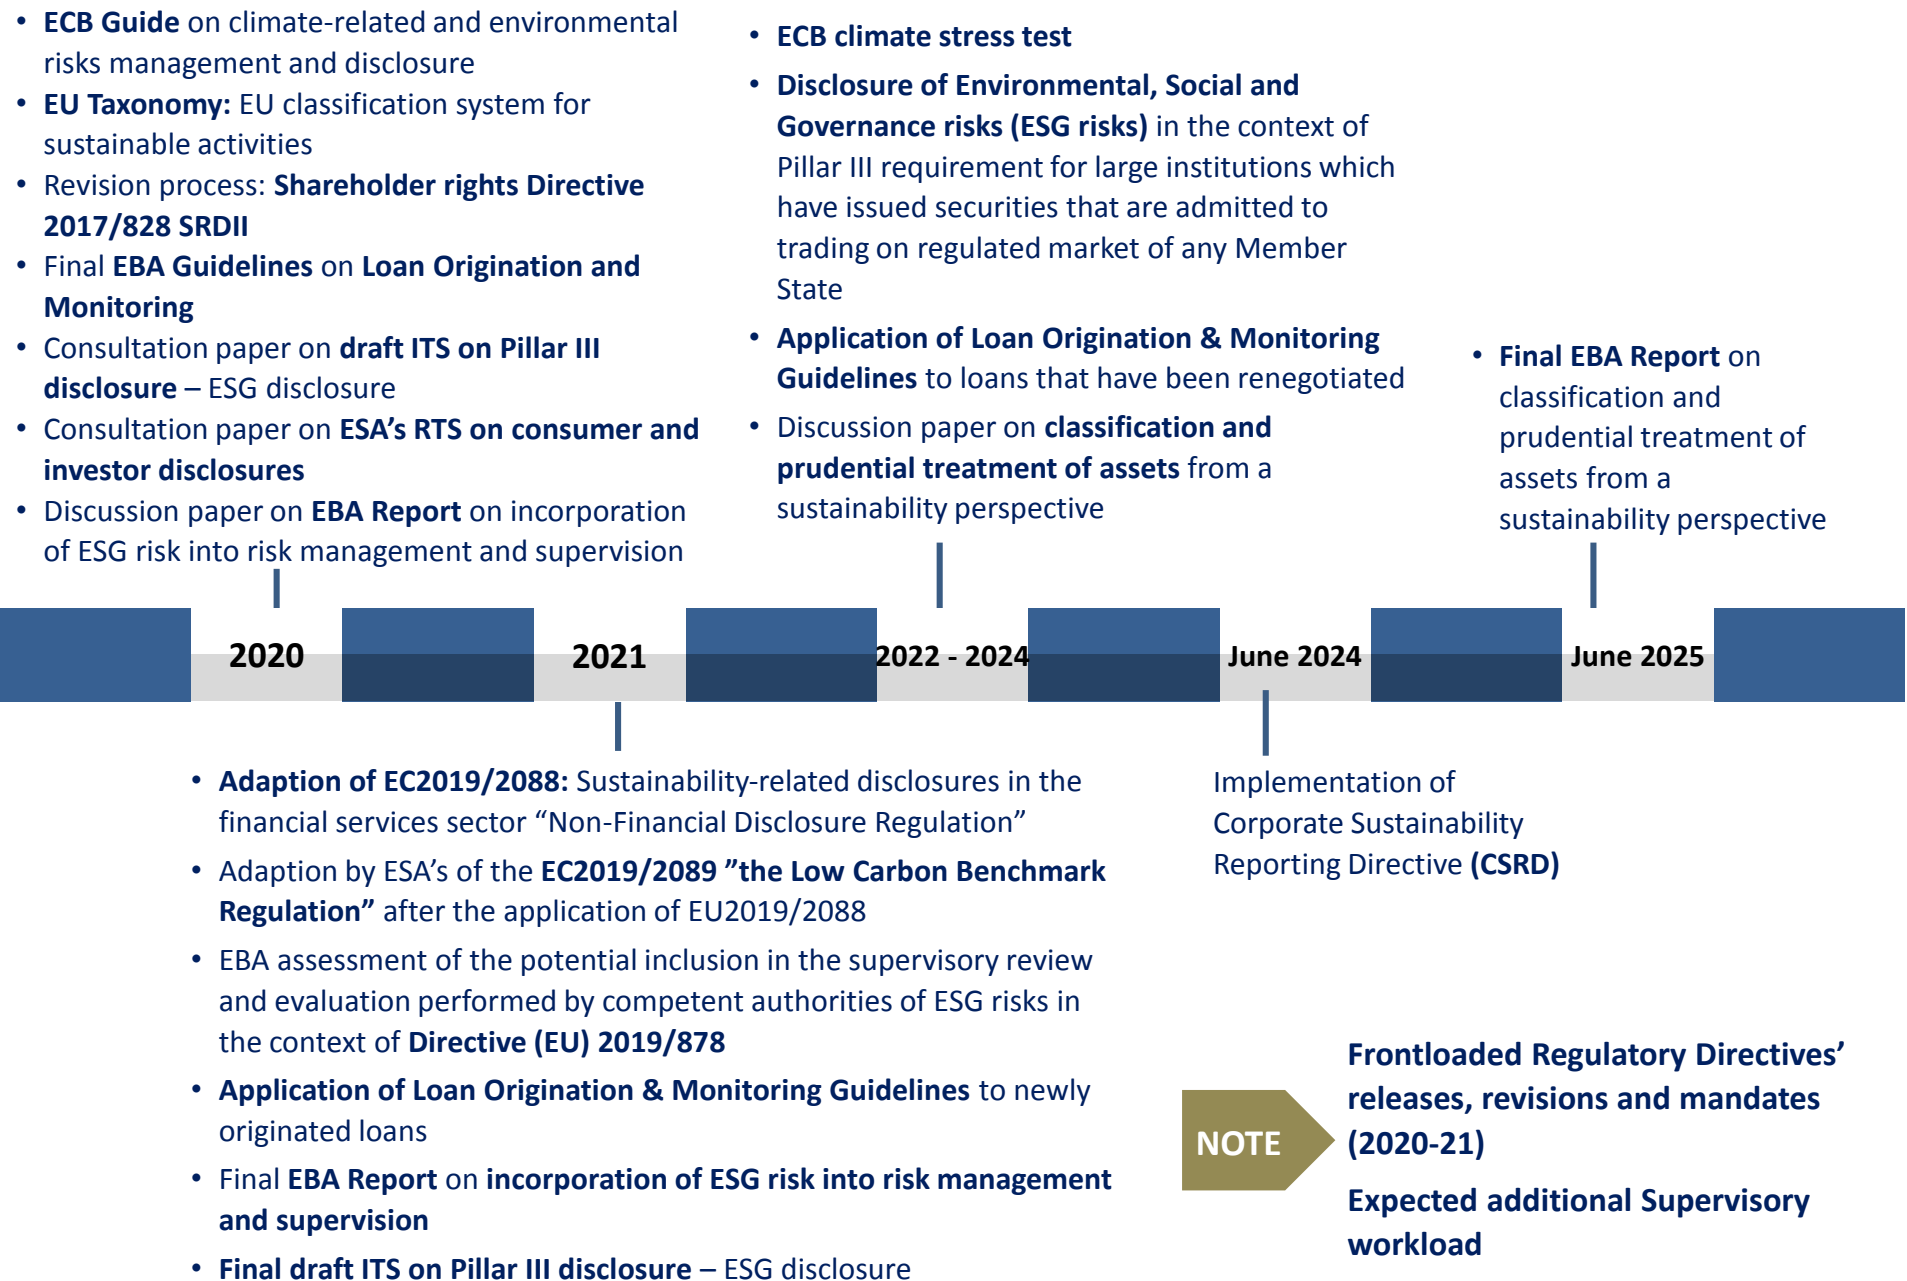 • ECB Guide on climate-related and environmental
risks management and disclosure
• EU Taxonomy: EU classification system for
sustainable activities
• Revision process: Shareholder rights Directive
2017/828 SRDII
• Final EBA Guidelines on Loan Origination and
Monitoring
• Consultation paper on draft ITS on Pillar III
disclosure – ESG disclosure
• Consultation paper on ESA’s RTS on consumer and
investor disclosures
• Discussion paper on EBA Report on incorporation
of ESG risk into risk management and supervision
• ECB climate stress test
• Disclosure of Environmental, Social and
Governance risks (ESG risks) in the context of
Pillar III requirement for large institutions which
have issued securities that are admitted to
trading on regulated market of any Member
State
• Application of Loan Origination & Monitoring
Guidelines to loans that have been renegotiated
• Discussion paper on classification and
prudential treatment of assets from a
sustainability perspective
• Final EBA Report on
classification and
prudential treatment of
assets from a
sustainability perspective
2020
2021
2022 - 2024
June 2024
June 2025
• Adaption of EC2019/2088: Sustainability-related disclosures in the
financial services sector “Non-Financial Disclosure Regulation”
• Adaption by ESA’s of the EC2019/2089 ”the Low Carbon Benchmark
Regulation” after the application of EU2019/2088
• EBA assessment of the potential inclusion in the supervisory review
and evaluation performed by competent authorities of ESG risks in
the context of Directive (EU) 2019/878
• Application of Loan Origination & Monitoring Guidelines to newly
originated loans
• Final EBA Report on incorporation of ESG risk into risk management
and supervision
• Final draft ITS on Pillar III disclosure – ESG disclosure
Implementation of
Corporate Sustainability
Reporting Directive (CSRD)
NOTE
Frontloaded Regulatory Directives’
releases, revisions and mandates
(2020-21)
Expected additional Supervisory
workload